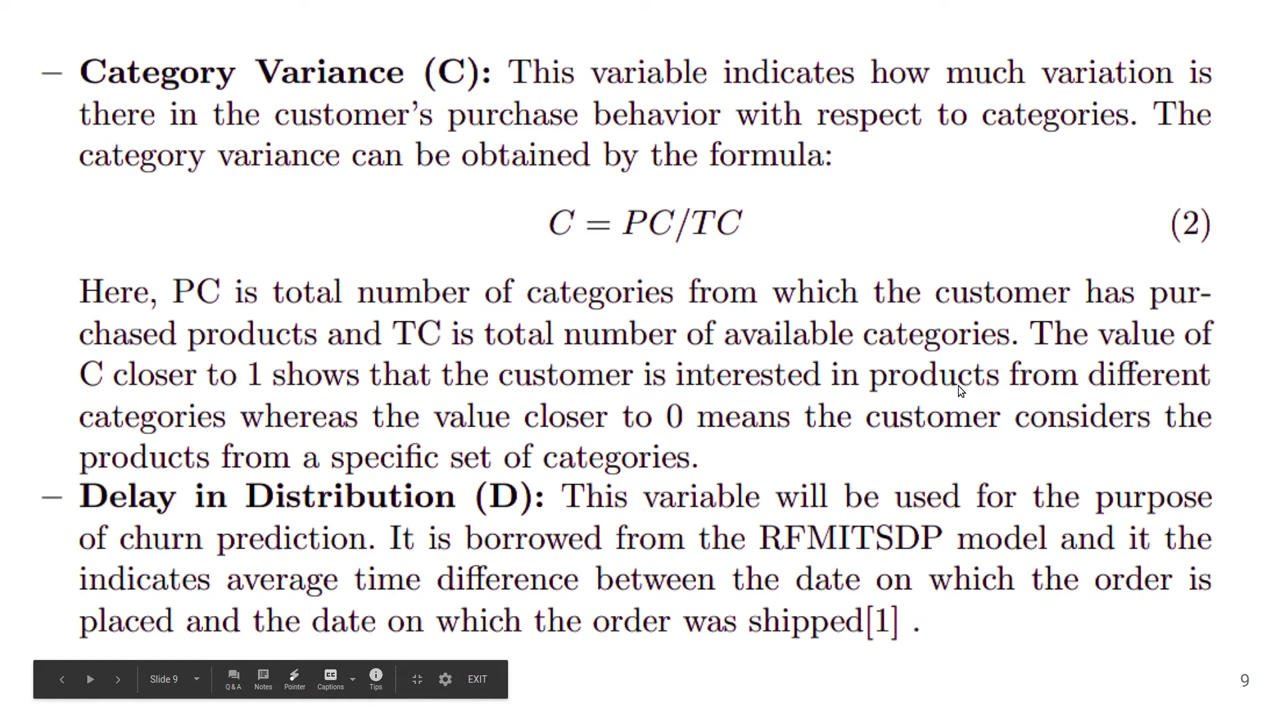 – Category Variance (C): This variable indicates how much variation is
there in the customer's purchase behavior with respect to categories. The
category variance can be obtained by the formula:
C = PC/TC (2)
Here, PC is total number of categories from which the customer has pur-
chased products and TC is total number of available categories. The value of
C closer to 1 shows that the customer is interested in products from different
categories whereas the value closer to 0 means the customer considers the
products from a specific set of categories.
– Delay in Distribution (D): This variable will be used for the purpose
of churn prediction. It is borrowed from the RFMITSDP model and it the
indicates average time difference between the date on which the order is
placed and the date on which the order was shipped[1] .
Slide 9 Q & A Notes Pointer CC Captions Tips EXIT
9